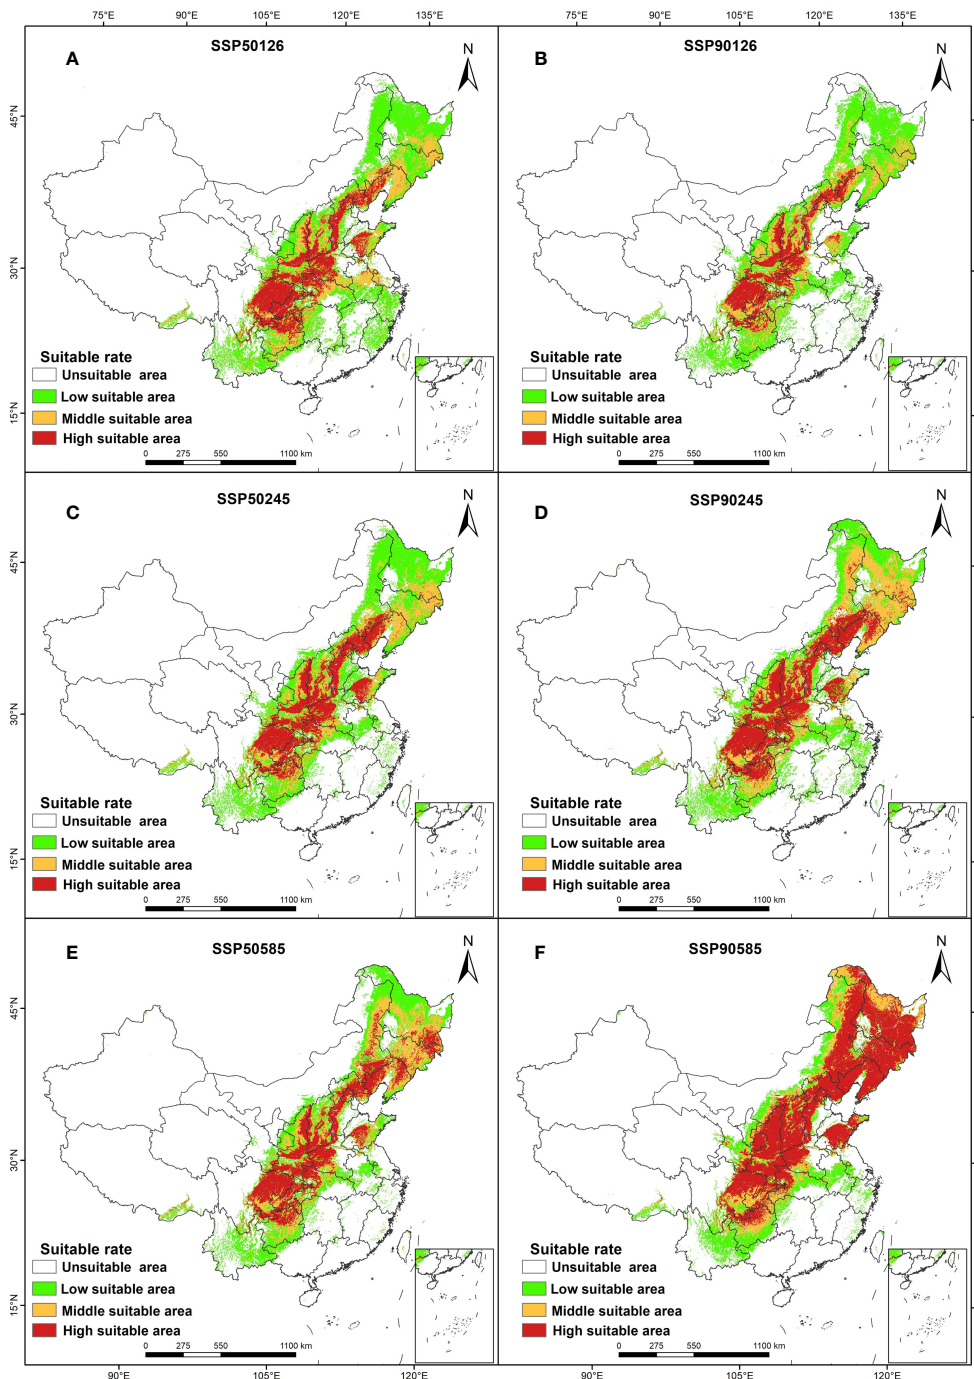 75°E 90°E 105°E 120°E 135°E 75°E 90°E 105°E 120°E 135°E
A SSP50126 N
45°N
30°N
15°N
Suitable rate
Unsuitable area
Low suitable area
Middle suitable area
High suitable area
0 275 550 1100 km
B SSP90126 N
Suitable rate
Unsuitable area
Low suitable area
Middle suitable area
High suitable area
0 275 550 1100 km
C SSP50245 N
45°N
30°N
15°N
Suitable rate
Unsuitable area
Low suitable area
Middle suitable area
High suitable area
0 275 550 1100 km
D SSP90245 N
Suitable rate
Unsuitable area
Low suitable area
Middle suitable area
High suitable area
0 275 550 1100 km
E SSP50585 N
45°N
30°N
15°N
Suitable rate
Unsuitable area
Low suitable area
Middle suitable area
High suitable area
0 275 550 1100 km
F SSP90585 N
Suitable rate
Unsuitable area
Low suitable area
Middle suitable area
High suitable area
0 275 550 1100 km
90°E 105°E 120°E 90°E 105°E 120°E